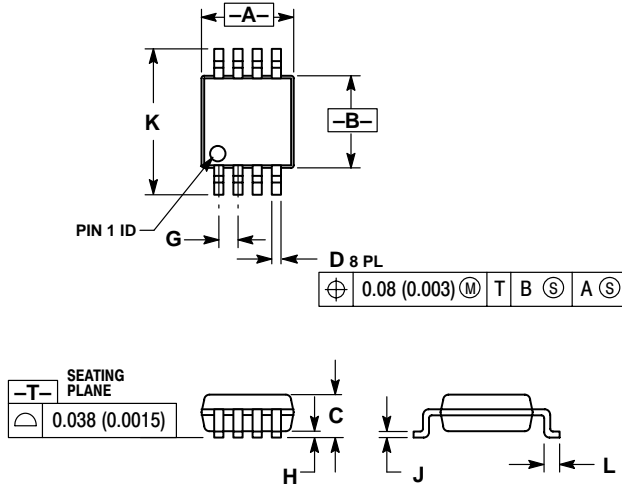 –A–
K
–B–
PIN 1 ID
G
D 8 PL
⌖ 0.08 (0.003) Ⓜ T B Ⓢ A Ⓢ
–T– SEATING
PLANE
⌓ 0.038 (0.0015)
C
H
J
L